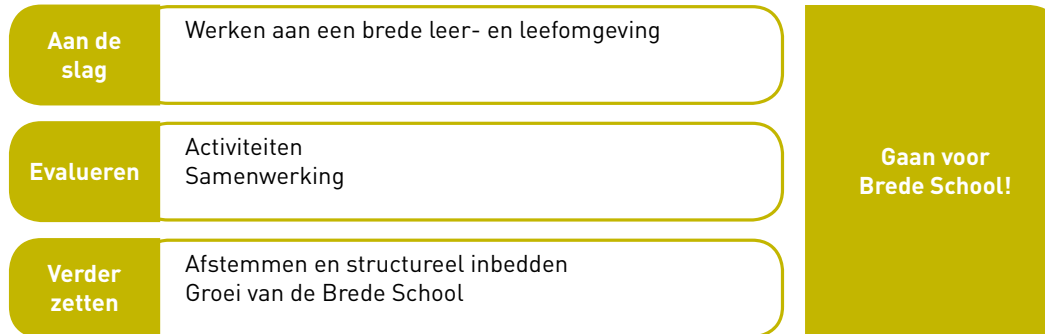 Aan de
slag
Werken aan een brede leer- en leefomgeving
Evalueren
Activiteiten
Samenwerking
Verder
zetten
Afstemmen en structureel inbedden
Groei van de Brede School
Gaan voor
Brede School!